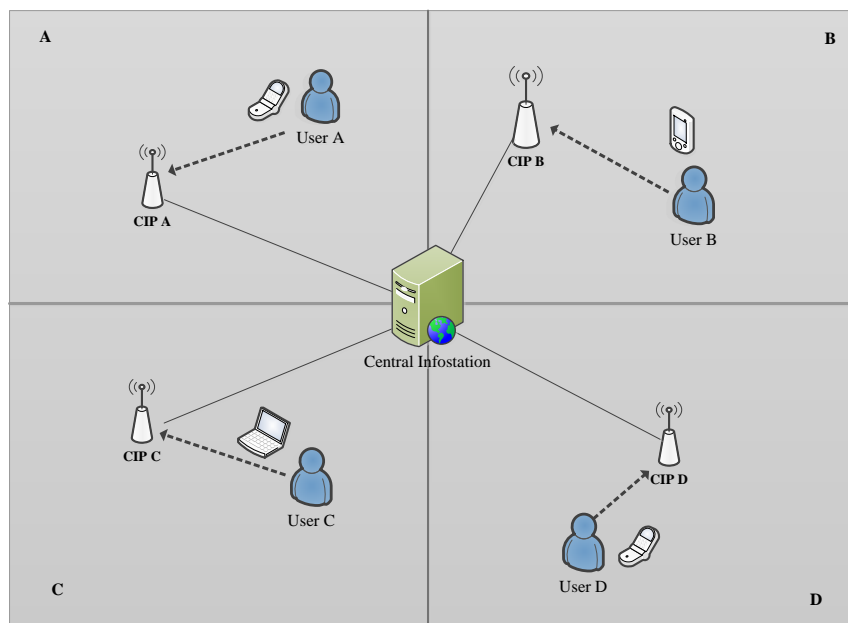 A
B
User A
CIP A
CIP B
User B
Central Infostation
CIP C
User C
CIP D
User D
C
D